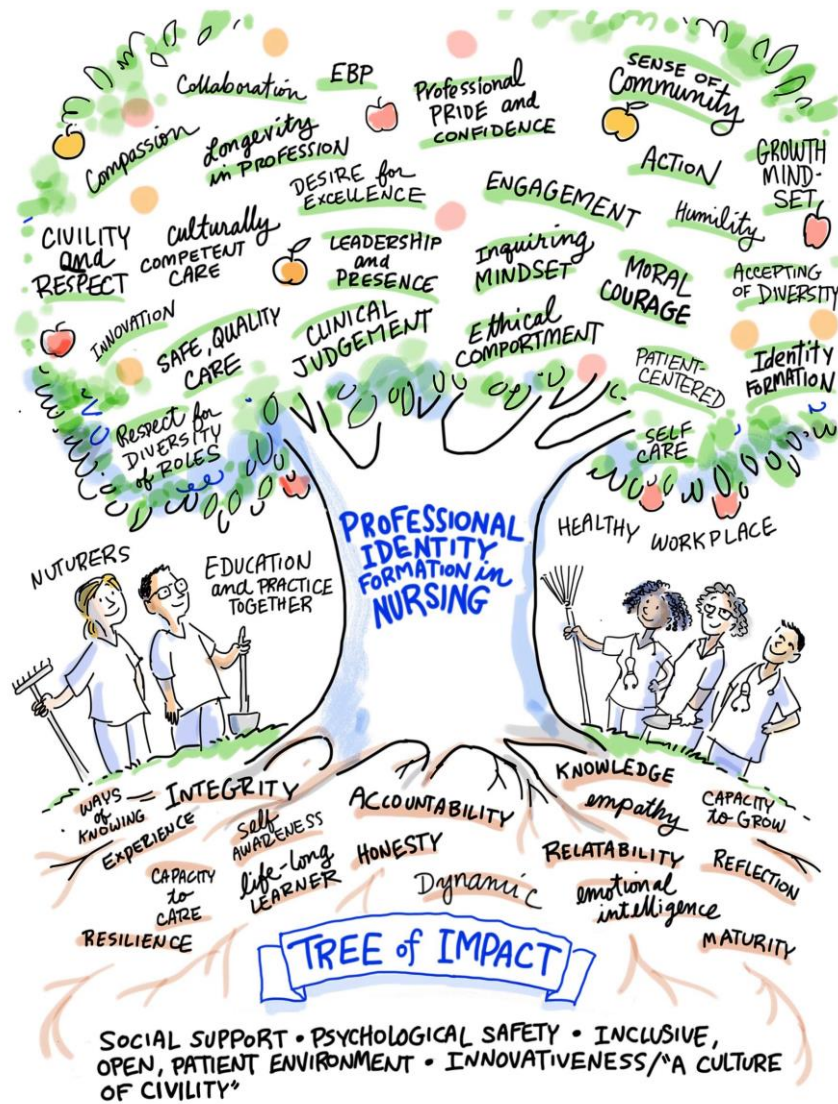 Collaboration
EBP
Professional
PRIDE and
CONFIDENCE
SENSE OF
Community
Compassion
Longevity
in PROFESSION
DESIRE for
EXCELLENCE
ENGAGEMENT
ACTION
GROWTH
MIND-
SET
Humility
CIVILITY
and
RESPECT
Culturally
COMPETENT
CARE
LEADERSHIP
and
PRESENCE
Inquiring
MINDSET
MORAL
COURAGE
ACCEPTING
OF DIVERSITY
INNOVATION
SAFE, QUALITY
CARE
CLINICAL
JUDGEMENT
Ethical
COMPORTMENT
PATIENT-
CENTERED
Identity
FORMATION
Respect for
DIVERSITY
of ROLES
SELF
CARE
PROFESSIONAL
IDENTITY
FORMATION in
NURSING
HEALTHY WORKPLACE
NUTURERS
EDUCATION
and PRACTICE
TOGETHER
WAYS
of
KNOWING
=
INTEGRITY
EXPERIENCE
self
AWARENESS
ACCOUNTABILITY
KNOWLEDGE
empathy
CAPACITY
to GROW
CAPACITY
to
CARE
life-long
LEARNER
HONESTY
Dynamic
RELATABILITY
emotional
intelligence
REFLECTION
RESILIENCE
MATURITY
TREE of IMPACT
SOCIAL SUPPORT • PSYCHOLOGICAL SAFETY • INCLUSIVE,
OPEN, PATIENT ENVIRONMENT • INNOVATIVENESS/"A CULTURE
OF CIVILITY"